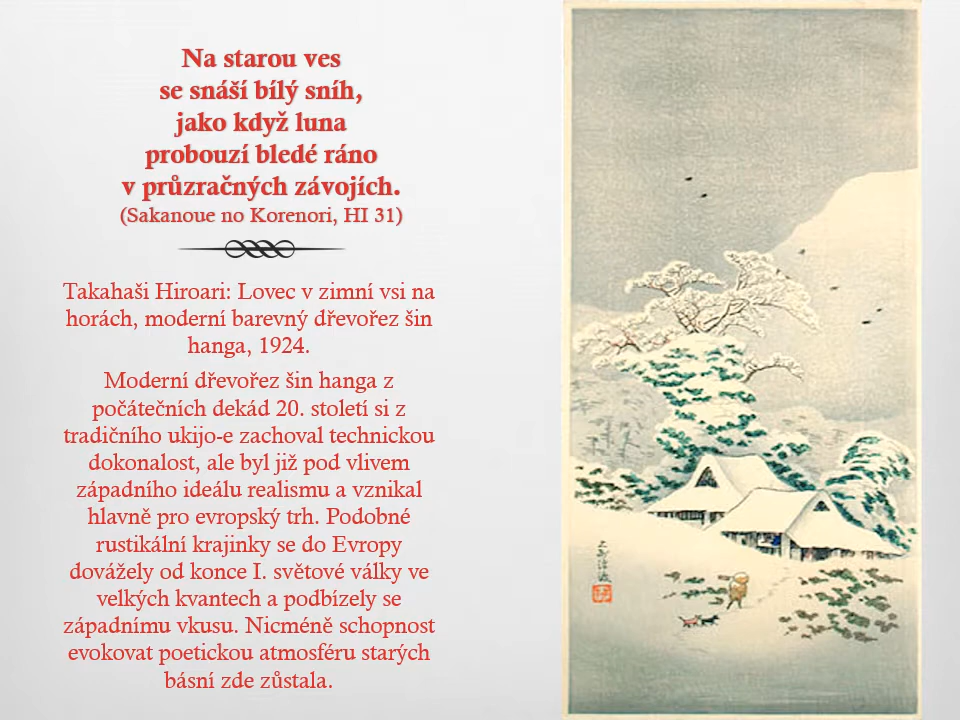 Na starou ves
se snáší bílý sníh,
jako když luna
probouzí bledé ráno
v průzračných závojích.
(Sakanoue no Korenori, HI 31)
Takahaši Hiroari: Lovec v zimní vsi na
horách, moderní barevný dřevořez šin
hanga, 1924.
Moderní dřevořez šin hanga z
počátečních dekád 20. století si z
tradičního ukijo-e zachoval technickou
dokonalost, ale byl již pod vlivem
západního ideálu realismu a vznikal
hlavně pro evropský trh. Podobné
rustikální krajinky se do Evropy
dovážely od konce I. světové války ve
velkých kvantech a podbízely se
západnímu vkusu. Nicméně schopnost
evokovat poetickou atmosféru starých
básní zde zůstala.